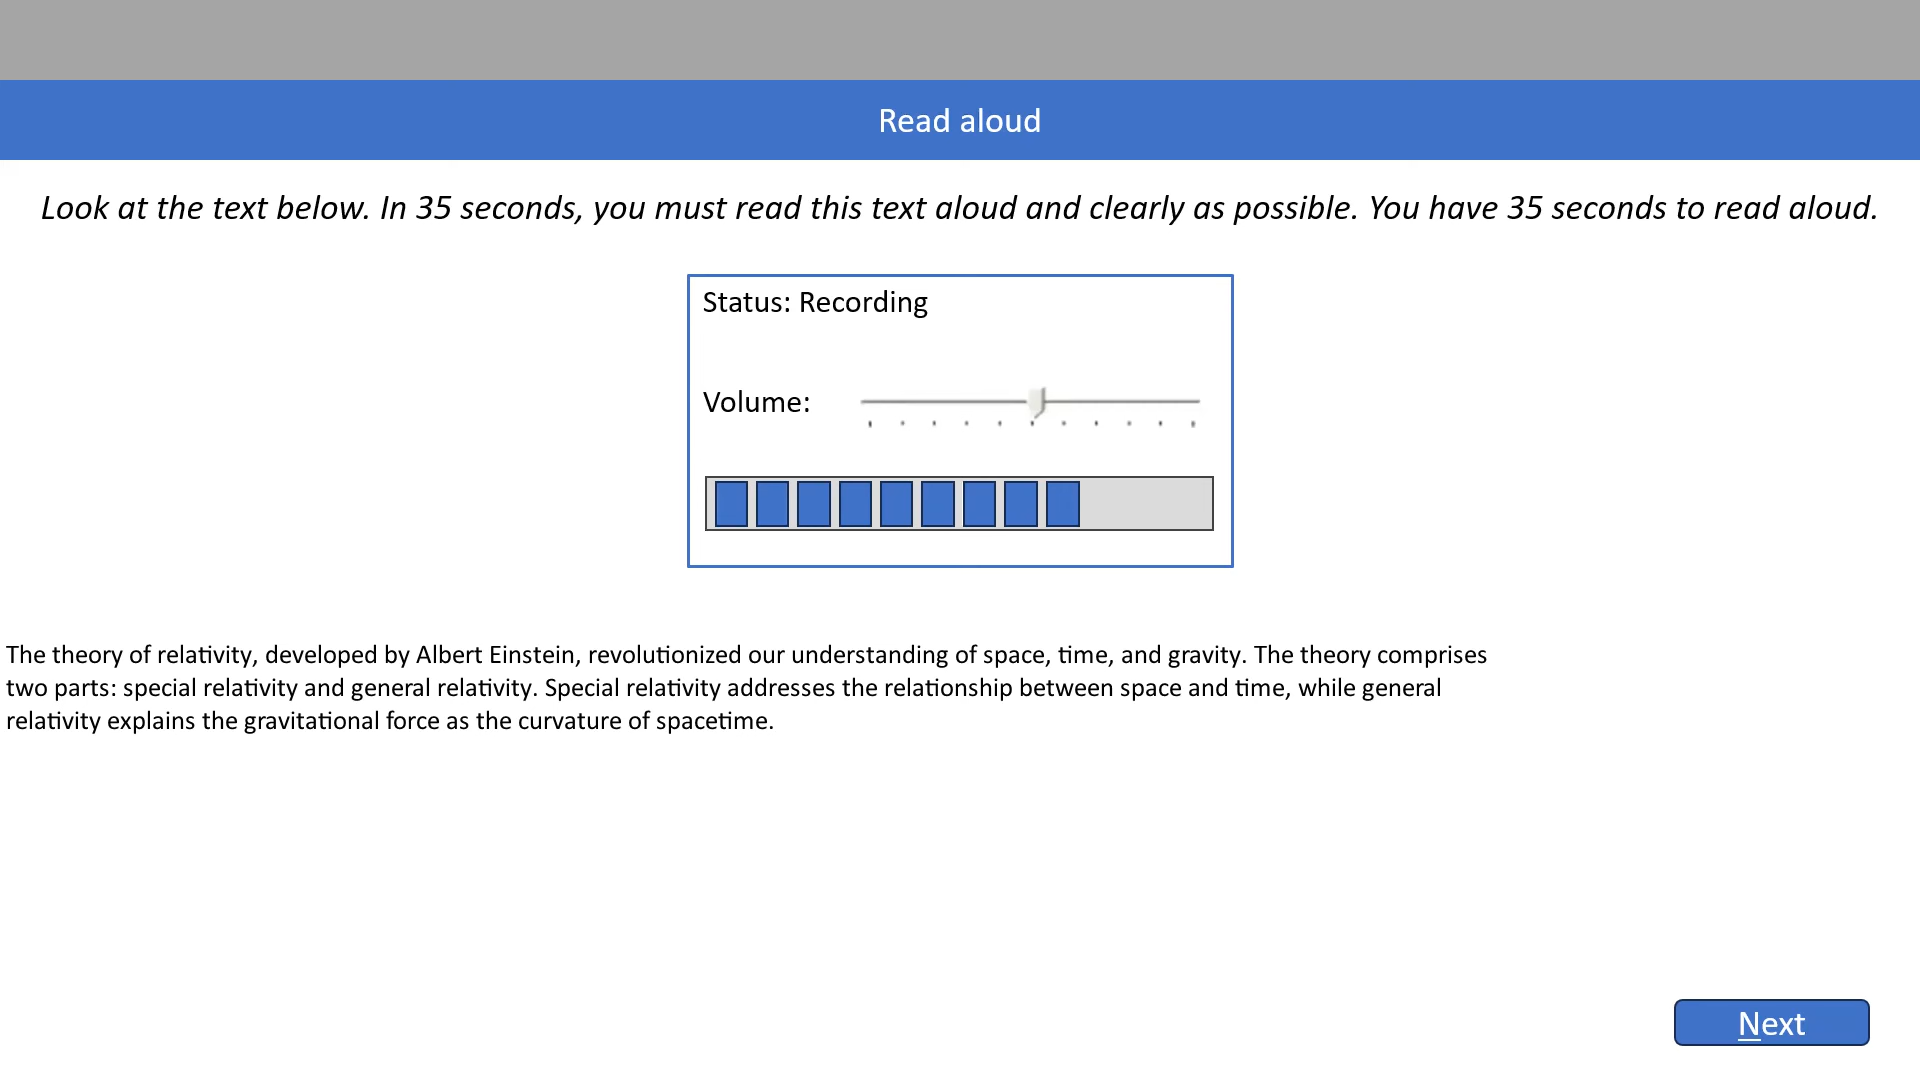 Read aloud
Look at the text below. In 35 seconds, you must read this text aloud and clearly as possible. You have 35 seconds to read aloud.
Status: Recording
Volume:
The theory of relativity, developed by Albert Einstein, revolutionized our understanding of space, time, and gravity. The theory comprises
two parts: special relativity and general relativity. Special relativity addresses the relationship between space and time, while general
relativity explains the gravitational force as the curvature of spacetime.
Next